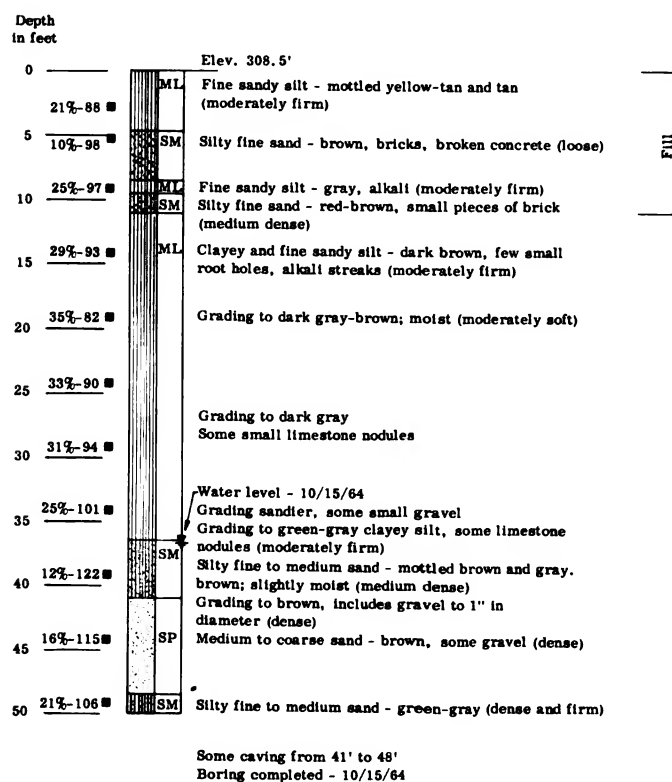 Depth
in feet
Elev. 308.5'
0
ML Fine sandy silt - mottled yellow-tan and tan
(moderately firm)
21%-88
5
10%-98
SM Silty fine sand - brown, bricks, broken concrete (loose)
Fill
25%-97
ML Fine sandy silt - gray, alkali (moderately firm)
10
SM Silty fine sand - red-brown, small pieces of brick
(medium dense)
29%-93
ML Clayey and fine sandy silt - dark brown, few small
root holes, alkali streaks (moderately firm)
15
35%-82
Grading to dark gray-brown; moist (moderately soft)
20
33%-90
25
Grading to dark gray
Some small limestone nodules
31%-94
30
Water level - 10/15/64
25%-101
Grading sandier, some small gravel
35
Grading to green-gray clayey silt, some limestone
nodules (moderately firm)
SM
Silty fine to medium sand - mottled brown and gray.
brown; slightly moist (medium dense)
12%-122
40
Grading to brown, includes gravel to 1" in
diameter (dense)
16%-115
SP Medium to coarse sand - brown, some gravel (dense)
45
21%-106
SM Silty fine to medium sand - green-gray (dense and firm)
50
Some caving from 41' to 48'
Boring completed - 10/15/64